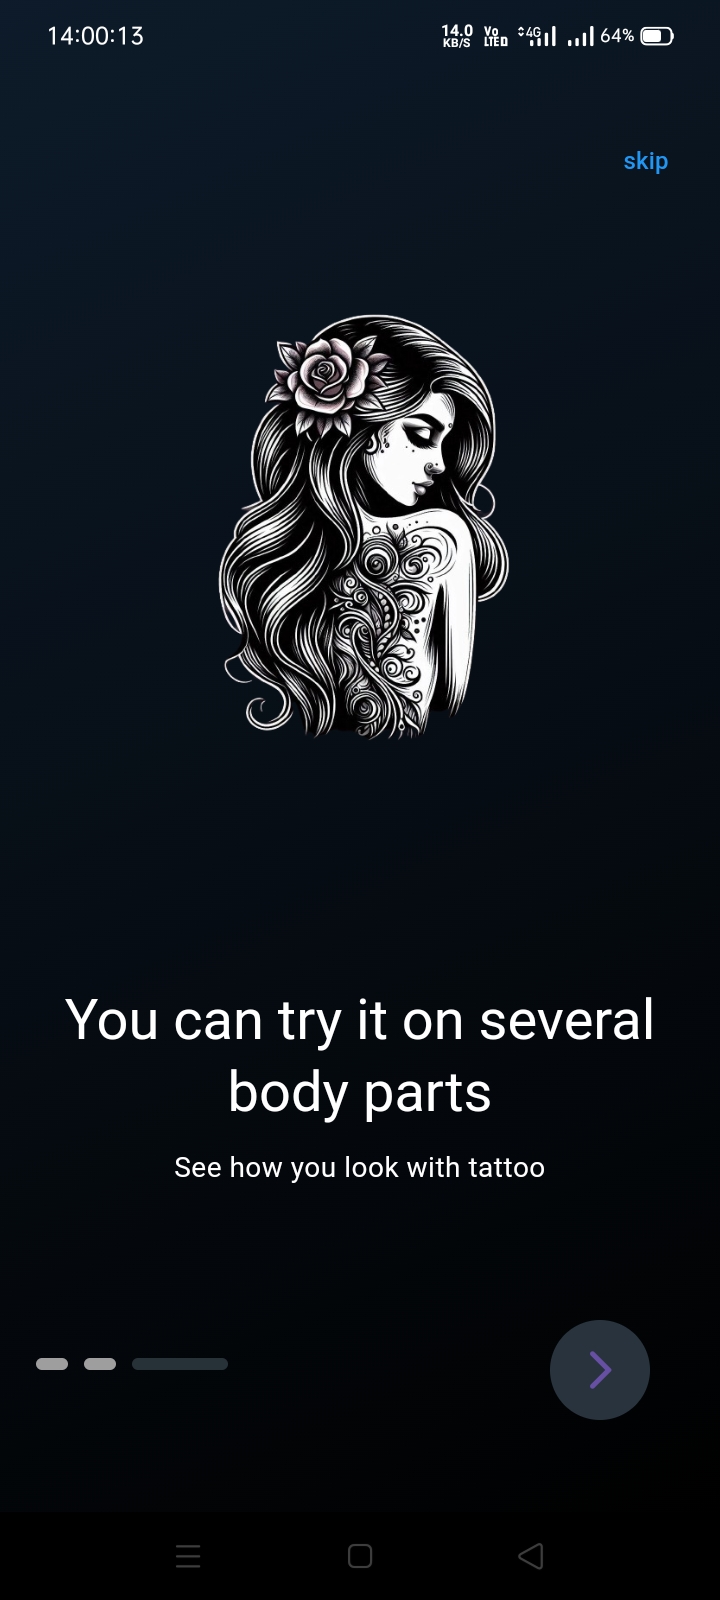 14:00:13
14.0
KB/S
Vo
LTE
4G
64%
skip
You can try it on several
body parts
See how you look with tattoo